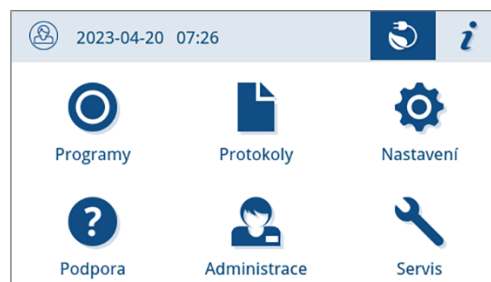 2023-04-20 07:26
Programy
Protokoly
Nastavení
Podpora
Administrace
Servis